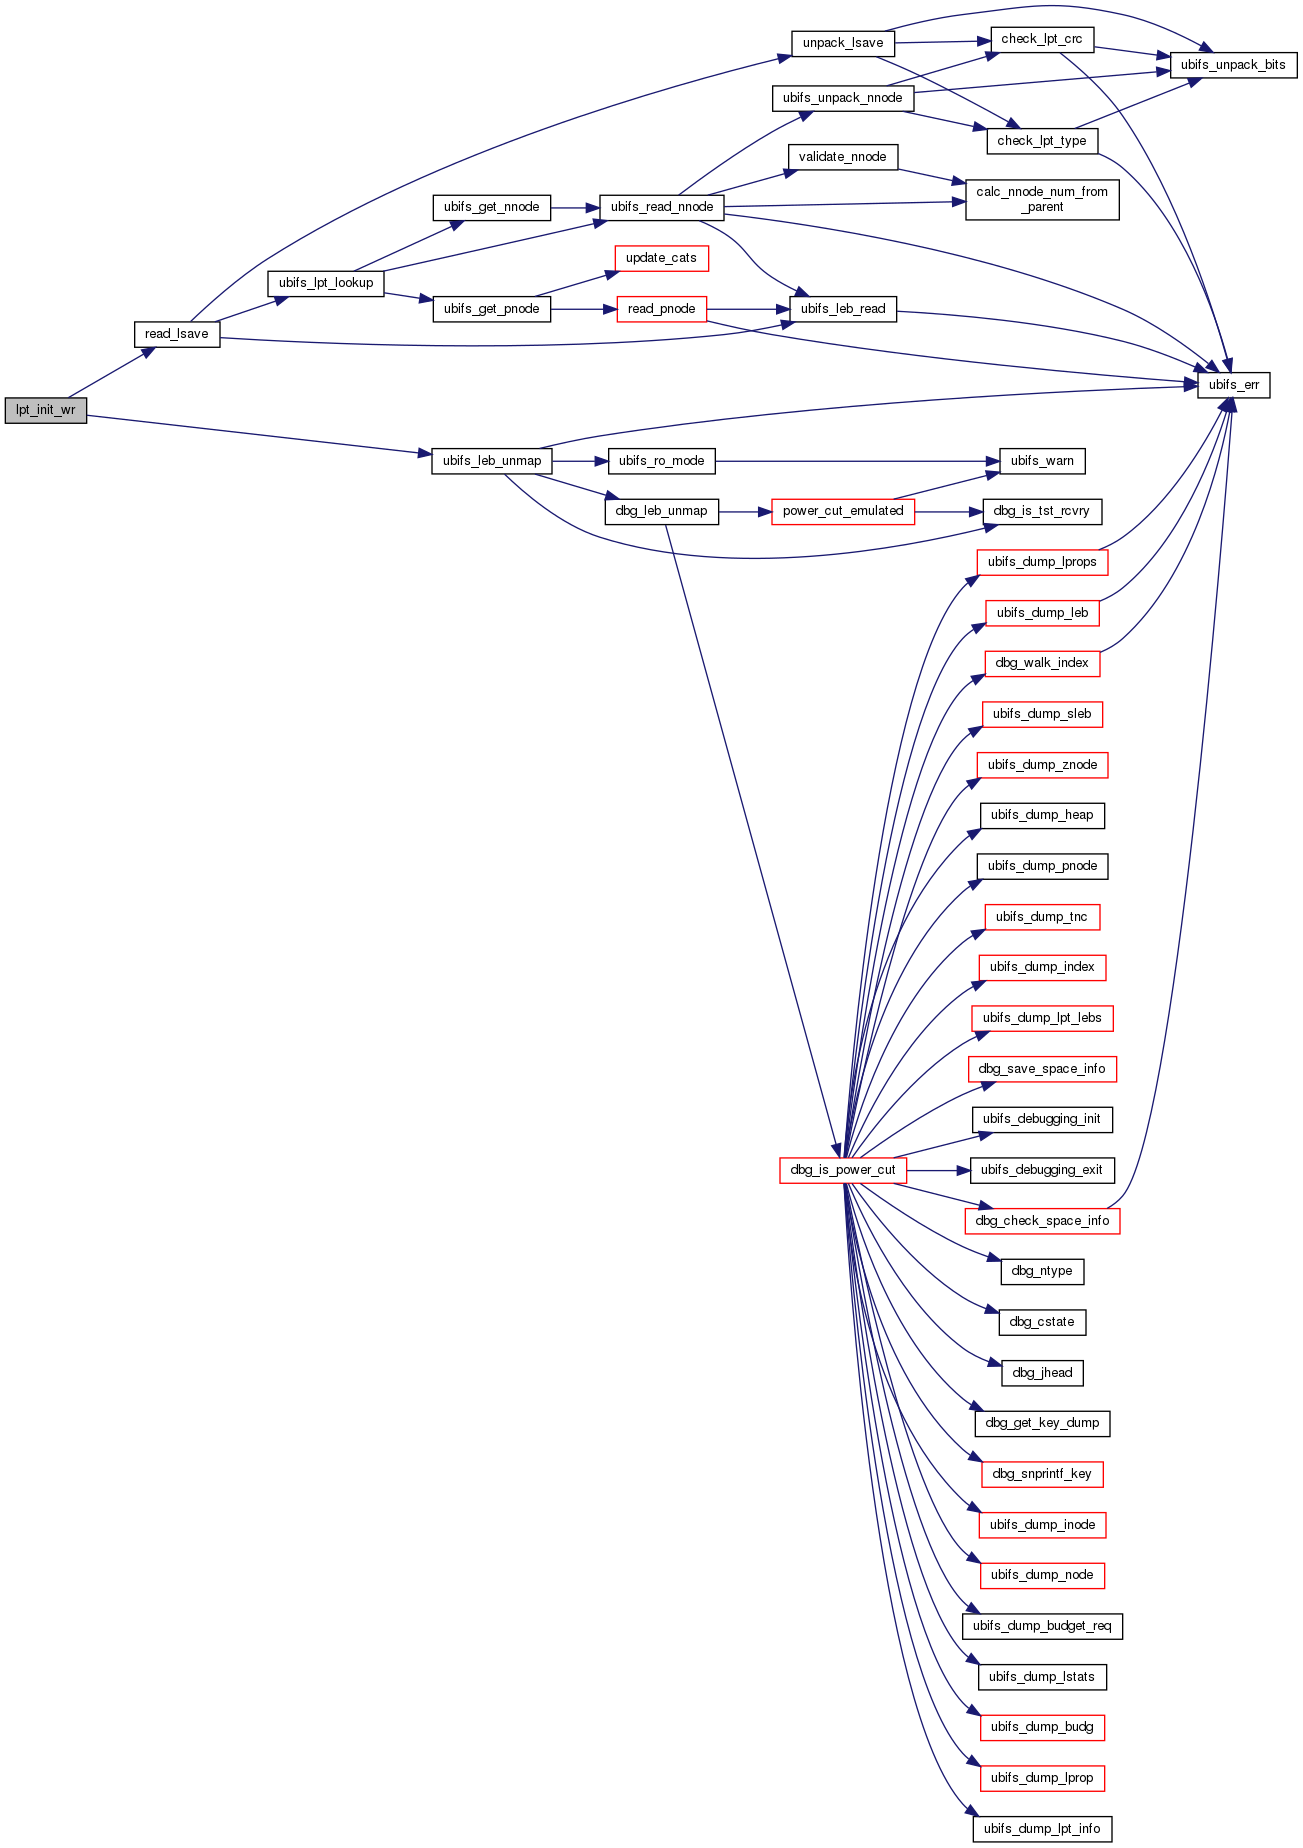 unpack_lsave
check_lpt_crc
ubifs_unpack_bits
ubifs_unpack_nnode
check_lpt_type
validate_nnode
calc_nnode_num_from
_parent
ubifs_get_nnode
ubifs_read_nnode
update_cats
ubifs_lpt_lookup
ubifs_get_pnode
read_pnode
ubifs_leb_read
read_lsave
ubifs_err
lpt_init_wr
ubifs_leb_unmap
ubifs_ro_mode
ubifs_warn
dbg_leb_unmap
power_cut_emulated
dbg_is_tst_rcvry
ubifs_dump_lprops
ubifs_dump_leb
dbg_walk_index
ubifs_dump_sleb
ubifs_dump_znode
ubifs_dump_heap
ubifs_dump_pnode
ubifs_dump_tnc
ubifs_dump_index
ubifs_dump_lpt_lebs
dbg_save_space_info
ubifs_debugging_init
dbg_is_power_cut
ubifs_debugging_exit
dbg_check_space_info
dbg_ntype
dbg_cstate
dbg_jhead
dbg_get_key_dump
dbg_snprintf_key
ubifs_dump_inode
ubifs_dump_node
ubifs_dump_budget_req
ubifs_dump_lstats
ubifs_dump_budg
ubifs_dump_lprop
ubifs_dump_lpt_info